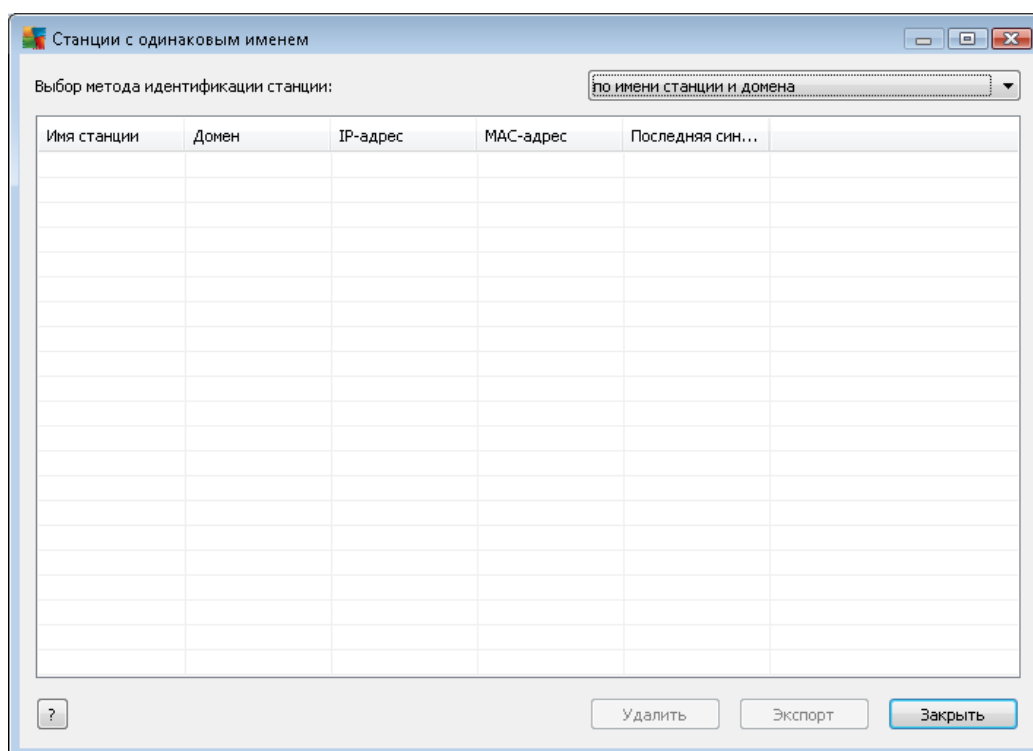 Станции с одинаковым именем
Выбор метода идентификации станции:
по имени станции и домена
Имя станции Домен IP-адрес MAC-адрес Последняя син...
? Удалить Экспорт Закрыть